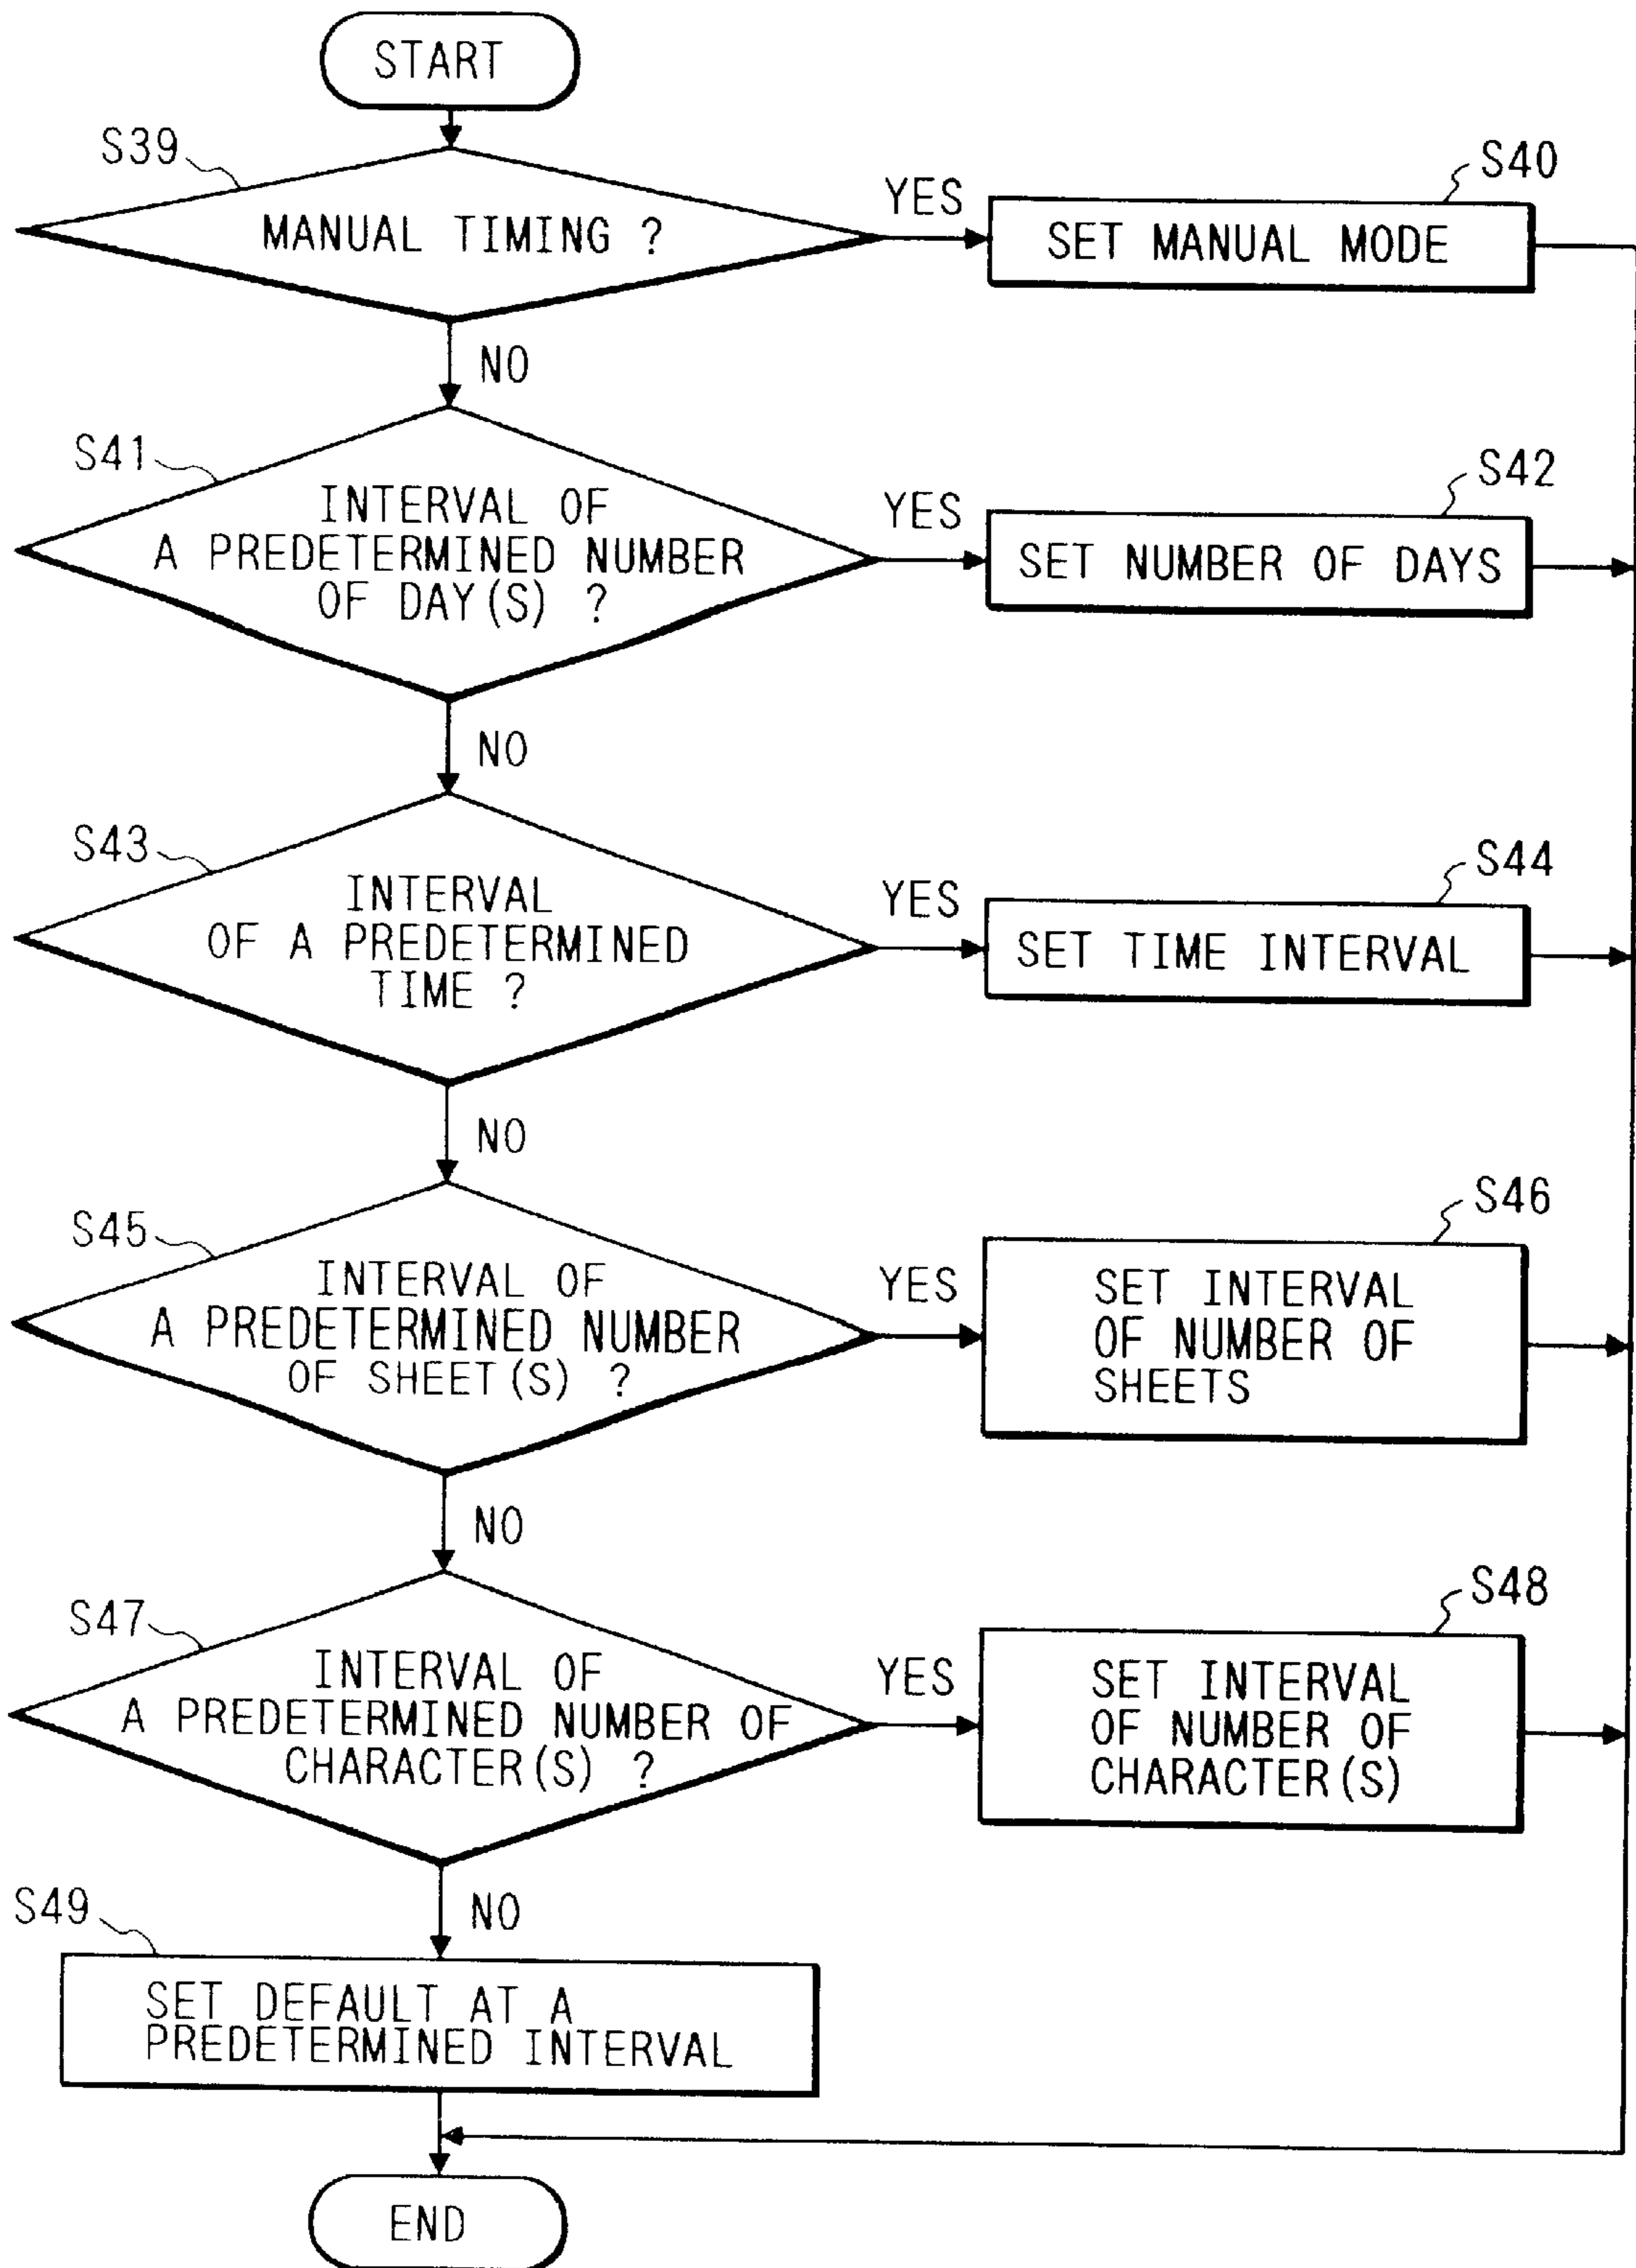 START
S39
MANUAL TIMING ?
YES
S40
SET MANUAL MODE
NO
S41
INTERVAL OF
A PREDETERMINED NUMBER
OF DAY(S) ?
YES
S42
SET NUMBER OF DAYS
NO
S43
INTERVAL
OF A PREDETERMINED
TIME ?
YES
S44
SET TIME INTERVAL
NO
S45
INTERVAL OF
A PREDETERMINED NUMBER
OF SHEET(S) ?
YES
S46
SET INTERVAL
OF NUMBER OF
SHEETS
NO
S47
INTERVAL OF
A PREDETERMINED NUMBER OF
CHARACTER(S) ?
YES
S48
SET INTERVAL
OF NUMBER OF
CHARACTER(S)
NO
S49
SET DEFAULT AT A
PREDETERMINED INTERVAL
END